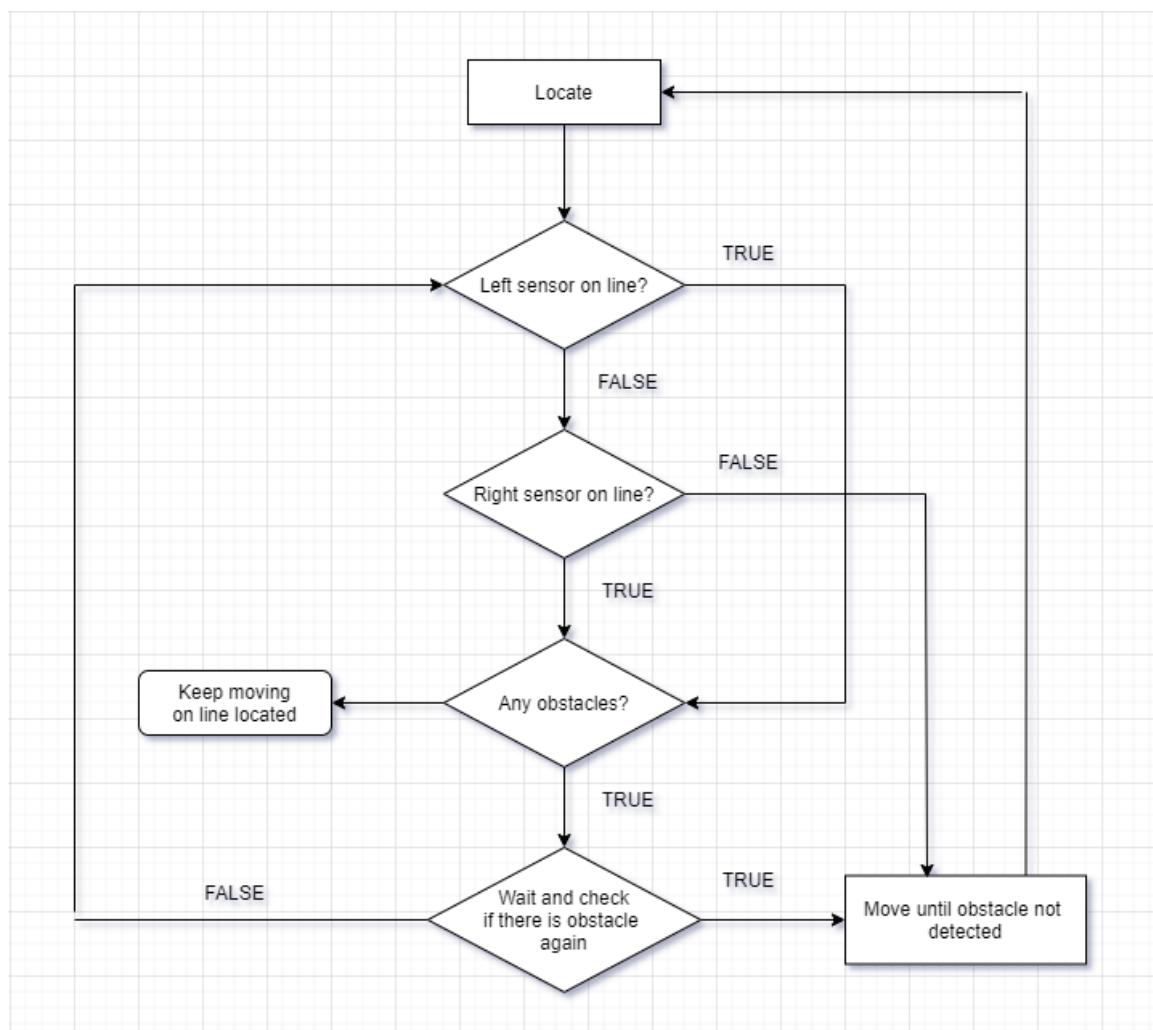 Locate
TRUE
Left sensor on line?
FALSE
FALSE
Right sensor on line?
TRUE
Keep moving
on line located
Any obstacles?
TRUE
TRUE
FALSE
Wait and check
if there is obstacle
again
Move until obstacle not
detected